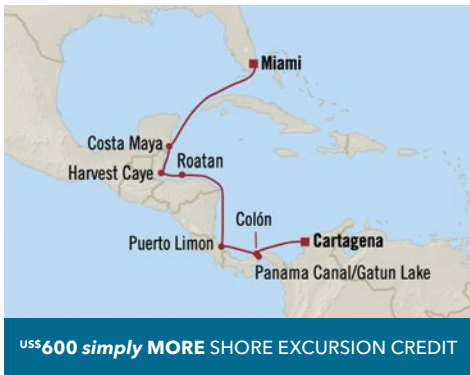 Miami
Costa Maya
Harvest Caye
Roatan
Colón
Puerto Limon
Cartagena
Panama Canal/Gatun Lake
US$600 simply MORE SHORE EXCURSION CREDIT